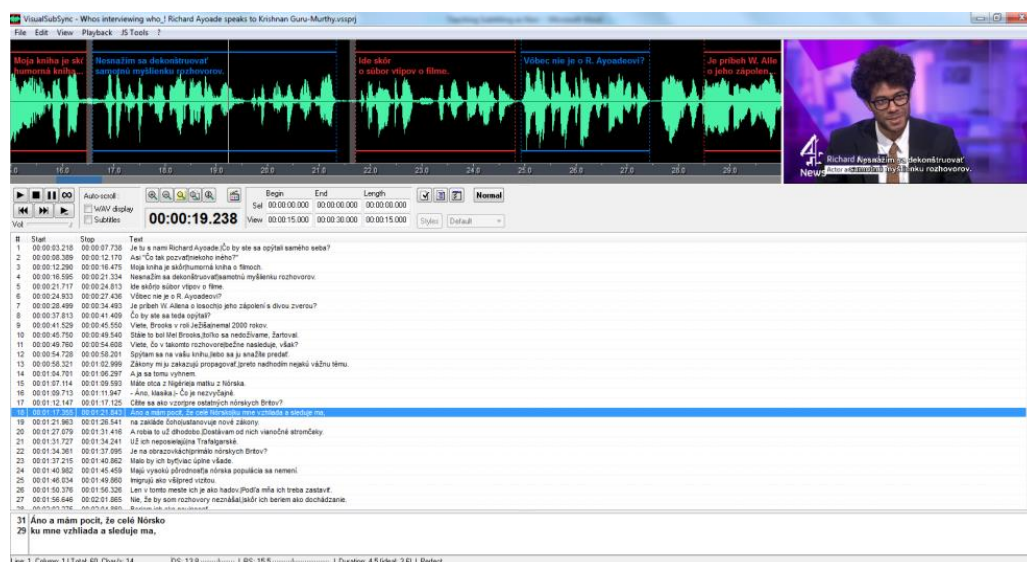 VisualSubSync - Whos interviewing who_! Richard Ayoade speaks to Krishnan Guru-Murthy.vssprj
File Edit View Playback JS Tools ?
Moja kniha je skô
humorná kniha
Nesnažím sa dekonštruovať
samotnú myšlienku rozhovorov.
Ide skôr
o súbor vtipov o filme.
Vôbec nie je o R. Ayoadeovi?
Je príbeh W. Alle
o jeho zápolen
16.0 17.0 18.0 19.0 20.0 21.0 22.0 23.0 24.0 25.0 26.0 27.0 28.0 29.0
4
News
Richard
Nesnažím sa dekonštruovať
samotnú myšlienku rozhovorov.
Auto-scroll :
WAV display
Subtitles
Vol
00:00:19.238
Begin End Length
Sel 00:00:00.000 00:00:00.000 00:00:00.000
View 00:00:15.000 00:00:30.000 00:00:15.000
Normal
Styles Default
# Start Stop Text
1 00:00:03.218 00:00:07.738 Je tu s nami Richard Ayoade.|Čo by ste sa opýtali samého seba?
2 00:00:08.389 00:00:12.170 Asi "Čo tak pozvať|niekoho iného?"
3 00:00:12.290 00:00:16.475 Moja kniha je skôr|humorná kniha o filmoch.
4 00:00:16.595 00:00:21.334 Nesnažím sa dekonštruovať|samotnú myšlienku rozhovorov.
5 00:00:21.717 00:00:24.813 Ide skôr|o súbor vtipov o filme.
6 00:00:24.933 00:00:27.436 Vôbec nie je o R. Ayoadeovi?
7 00:00:28.499 00:00:34.493 Je príbeh W. Allena o losoch|o jeho zápolení s divou zverou?
8 00:00:37.813 00:00:41.409 Čo by ste sa teda opýtali?
9 00:00:41.529 00:00:45.550 Viete, Brooks v roli Ježiša|nemal 2000 rokov.
10 00:00:45.750 00:00:49.540 Stále to bol Mel Brooks,|toľko sa nedožívame, žartoval.
11 00:00:49.760 00:00:54.608 Viete, čo v takomto rozhovore|bežne nasleduje, však?
12 00:00:54.728 00:00:58.201 Spýtam sa na vašu knihu,|lebo sa ju snažíte predať.
13 00:00:58.321 00:01:02.999 Zákony mi ju zakazujú propagovať,|preto nadhodím nejakú vážnu tému.
14 00:01:04.701 00:01:06.297 A ja sa tomu vyhnem.
15 00:01:07.114 00:01:09.593 Máte otca z Nigérie|a matku z Nórska.
16 00:01:09.713 00:01:11.947 - Áno, klasika.|- Čo je nezvyčajné.
17 00:01:12.147 00:01:17.125 Cítite sa ako vzor|pre ostatných nórskych Britov?
18 00:01:17.355 00:01:21.843 Áno a mám pocit, že celé Nórsko|ku mne vzhliada a sleduje ma,
19 00:01:21.963 00:01:26.541 na základe čoho|ustanovuje nové zákony.
20 00:01:27.079 00:01:31.416 A robia to už dlhodobo.|Dostávam od nich vianočné stromčeky.
21 00:01:31.727 00:01:34.241 Už ich neposielajú|na Trafalgarské.
22 00:01:34.361 00:01:37.095 Je na obrazovkách|primálo nórskych Britov?
23 00:01:37.215 00:01:40.862 Malo by ich byť|viac úplne všade.
24 00:01:40.982 00:01:45.459 Majú vysokú pôrodnosť|a nórska populácia sa nemení.
25 00:01:46.034 00:01:49.860 Imigrujú ako všipred vizitou.
26 00:01:50.376 00:01:56.326 Len v tomto meste ich je ako hadov.|Podľa mňa ich treba zastaviť.
27 00:01:56.646 00:02:01.865 Nie, že by som rozhovory neznášal,|skôr ich beriem ako dochádzanie.
31 Áno a mám pocit, že celé Nórsko
29 ku mne vzhliada a sleduje ma,